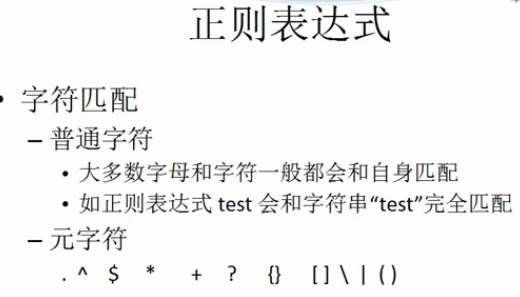 正则表达式
• 字符匹配
– 普通字符
• 大多数字母和字符一般都会和自身匹配
• 如正则表达式 test 会和字符串“test”完全匹配
– 元字符
. ^ $ * + ? {} [ ] \ | ( )